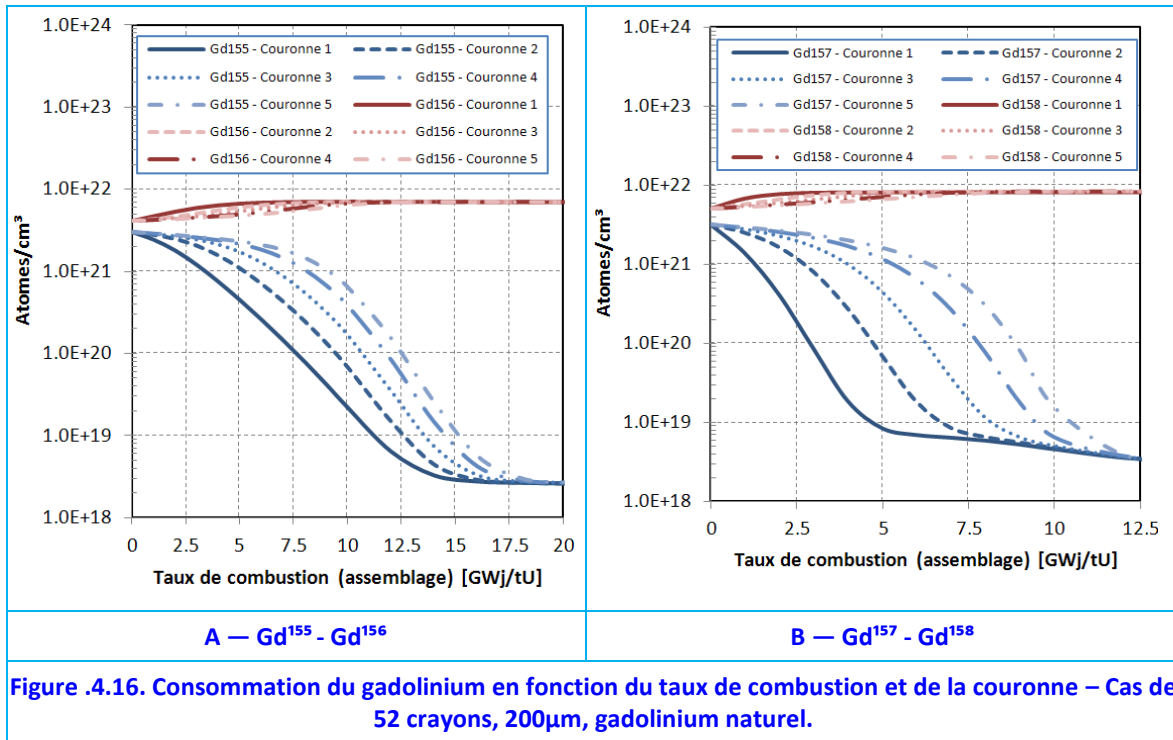 1.0E+24
1.0E+23
1.0E+22
1.0E+21
1.0E+20
1.0E+19
1.0E+18
Atomes/cm³
Gd155 - Couronne 1
Gd155 - Couronne 2
Gd155 - Couronne 3
Gd155 - Couronne 4
Gd155 - Couronne 5
Gd156 - Couronne 1
Gd156 - Couronne 2
Gd156 - Couronne 3
Gd156 - Couronne 4
Gd156 - Couronne 5
0 2.5 5 7.5 10 12.5 15 17.5 20
Taux de combustion (assemblage) [GWj/tU]
1.0E+24
1.0E+23
1.0E+22
1.0E+21
1.0E+20
1.0E+19
1.0E+18
Atomes/cm³
Gd157 - Couronne 1
Gd157 - Couronne 2
Gd157 - Couronne 3
Gd157 - Couronne 4
Gd157 - Couronne 5
Gd158 - Couronne 1
Gd158 - Couronne 2
Gd158 - Couronne 3
Gd158 - Couronne 4
Gd158 - Couronne 5
0 2.5 5 7.5 10 12.5
Taux de combustion (assemblage) [GWj/tU]
A — Gd¹⁵⁵ - Gd¹⁵⁶
B — Gd¹⁵⁷ - Gd¹⁵⁸
Figure .4.16. Consommation du gadolinium en fonction du taux de combustion et de la couronne – Cas de
52 crayons, 200µm, gadolinium naturel.